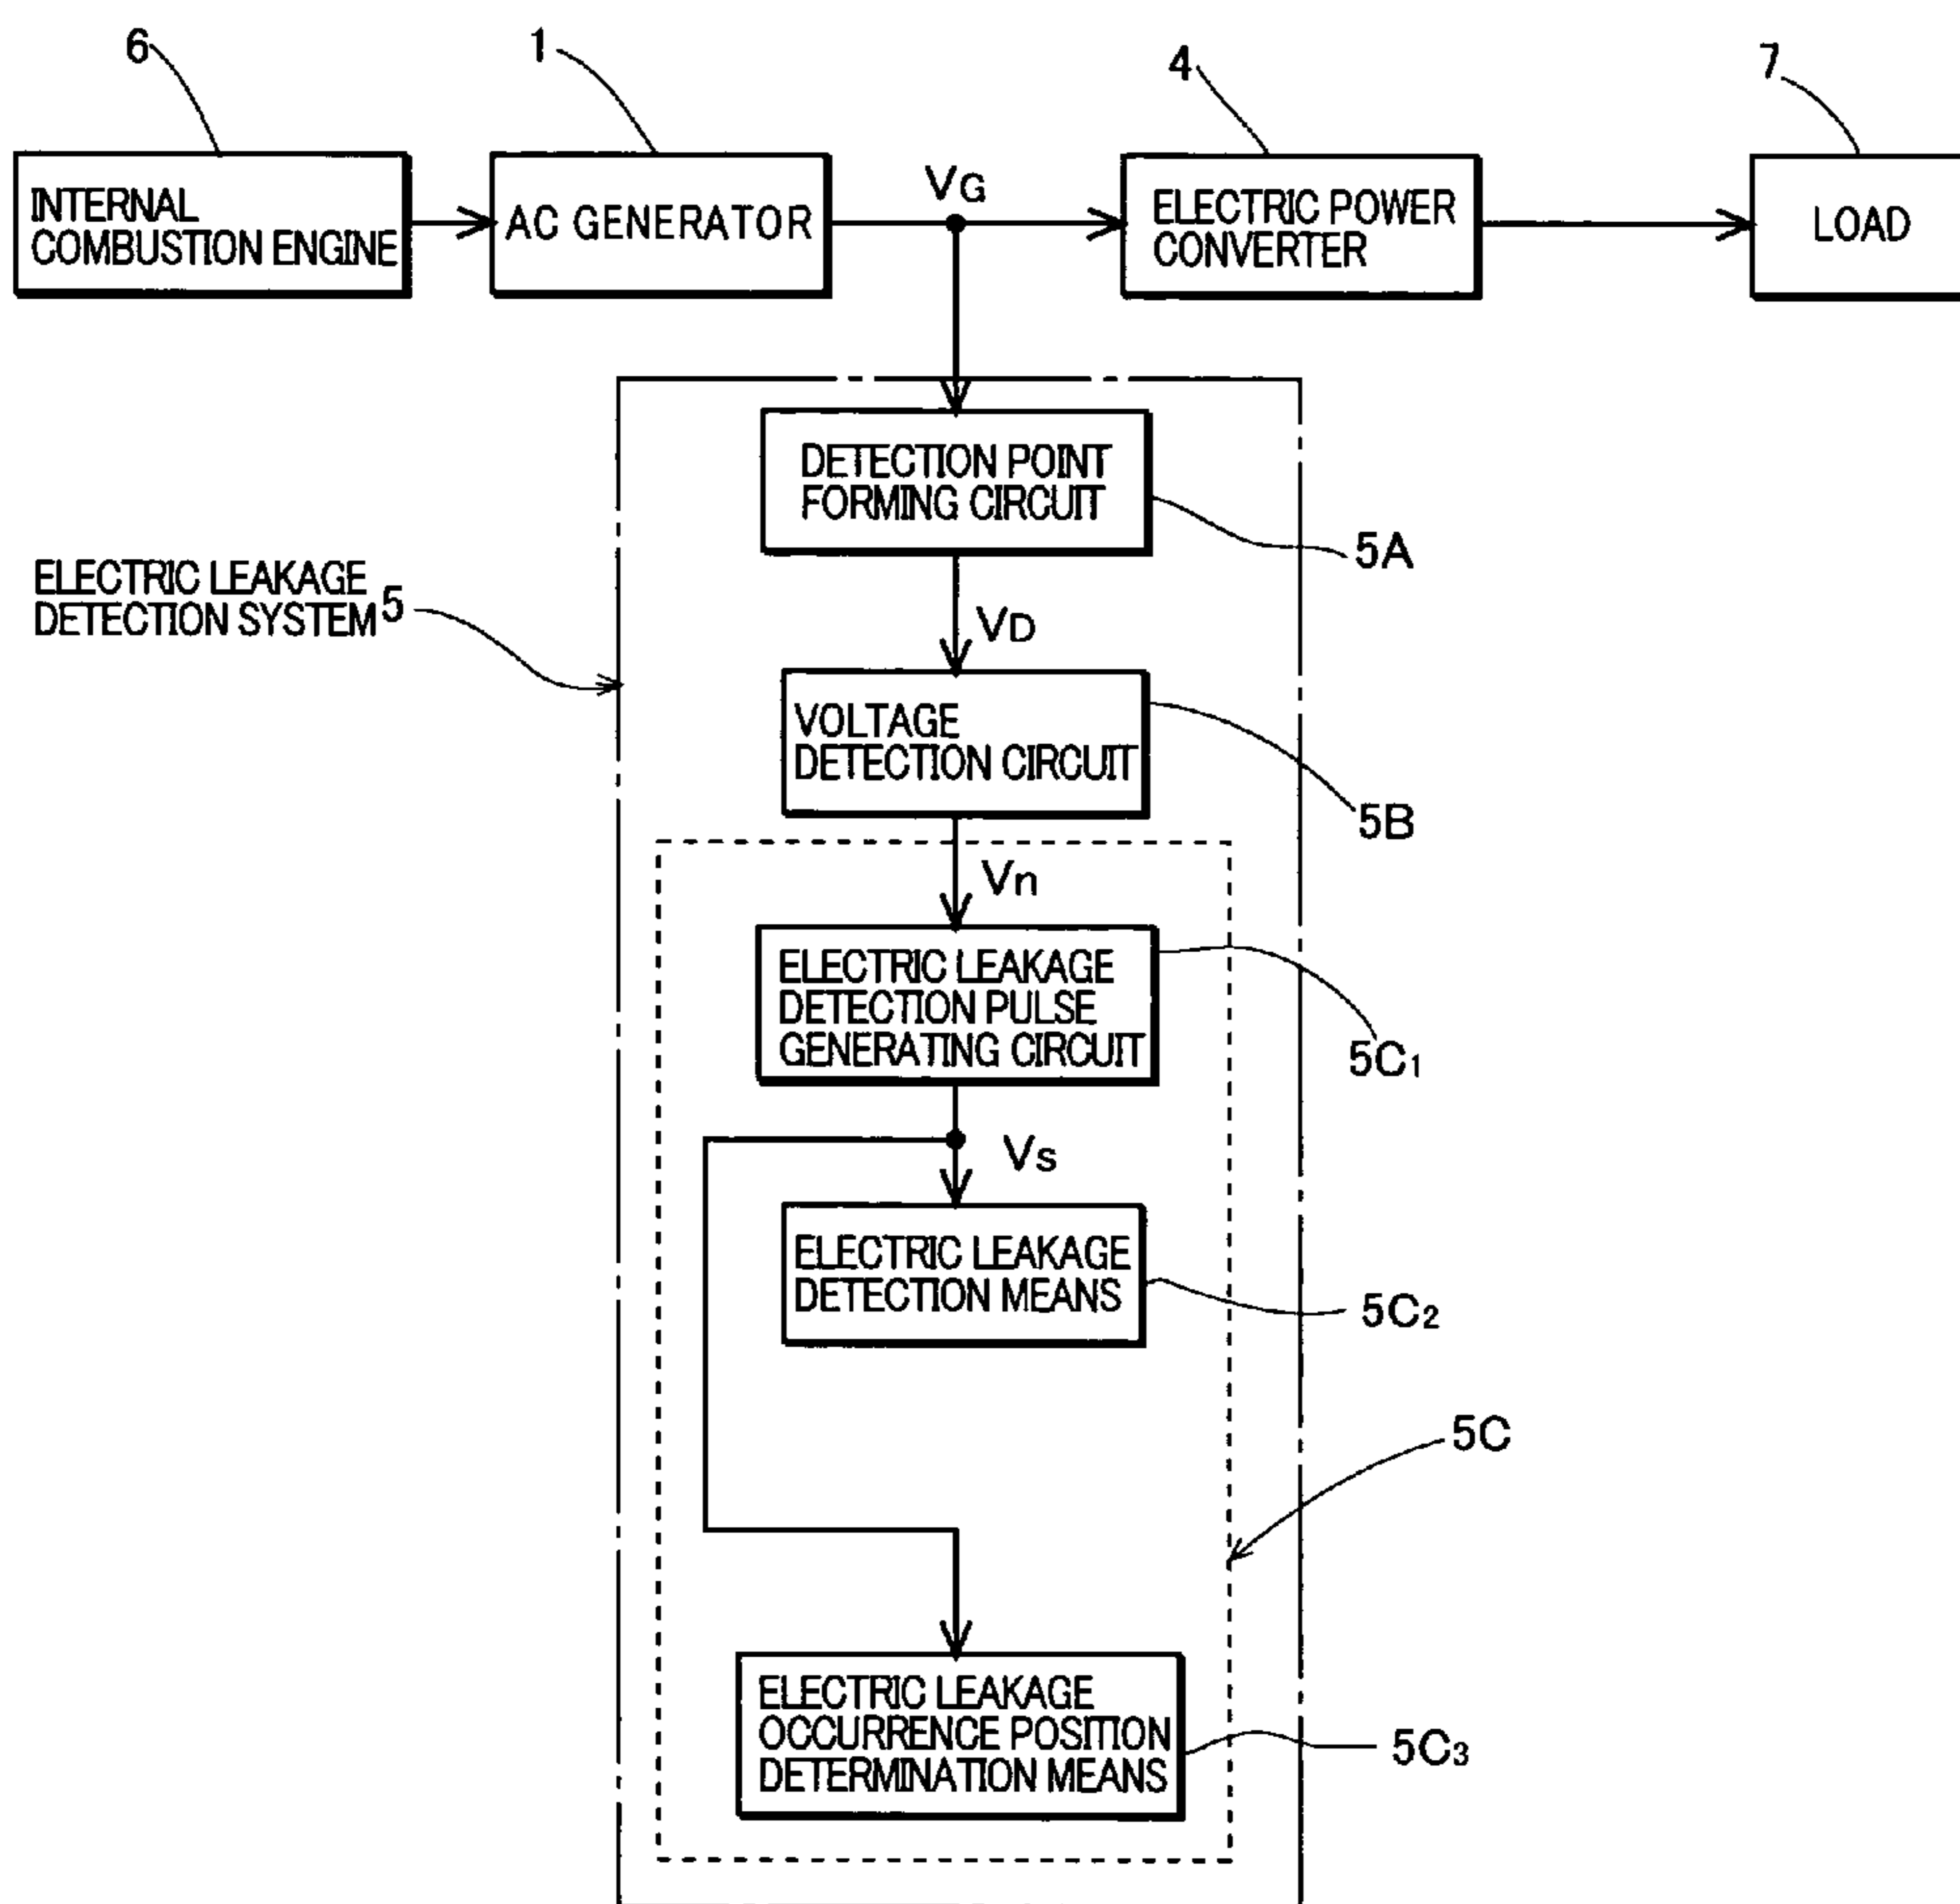 6
1
4
7
INTERNAL
COMBUSTION ENGINE
AC GENERATOR
VG
ELECTRIC POWER
CONVERTER
LOAD
DETECTION POINT
FORMING CIRCUIT
5A
ELECTRIC LEAKAGE
DETECTION SYSTEM 5
VD
VOLTAGE
DETECTION CIRCUIT
5B
Vn
ELECTRIC LEAKAGE
DETECTION PULSE
GENERATING CIRCUIT
5C1
Vs
ELECTRIC LEAKAGE
DETECTION MEANS
5C2
5C
ELECTRIC LEAKAGE
OCCURRENCE POSITION
DETERMINATION MEANS
5C3